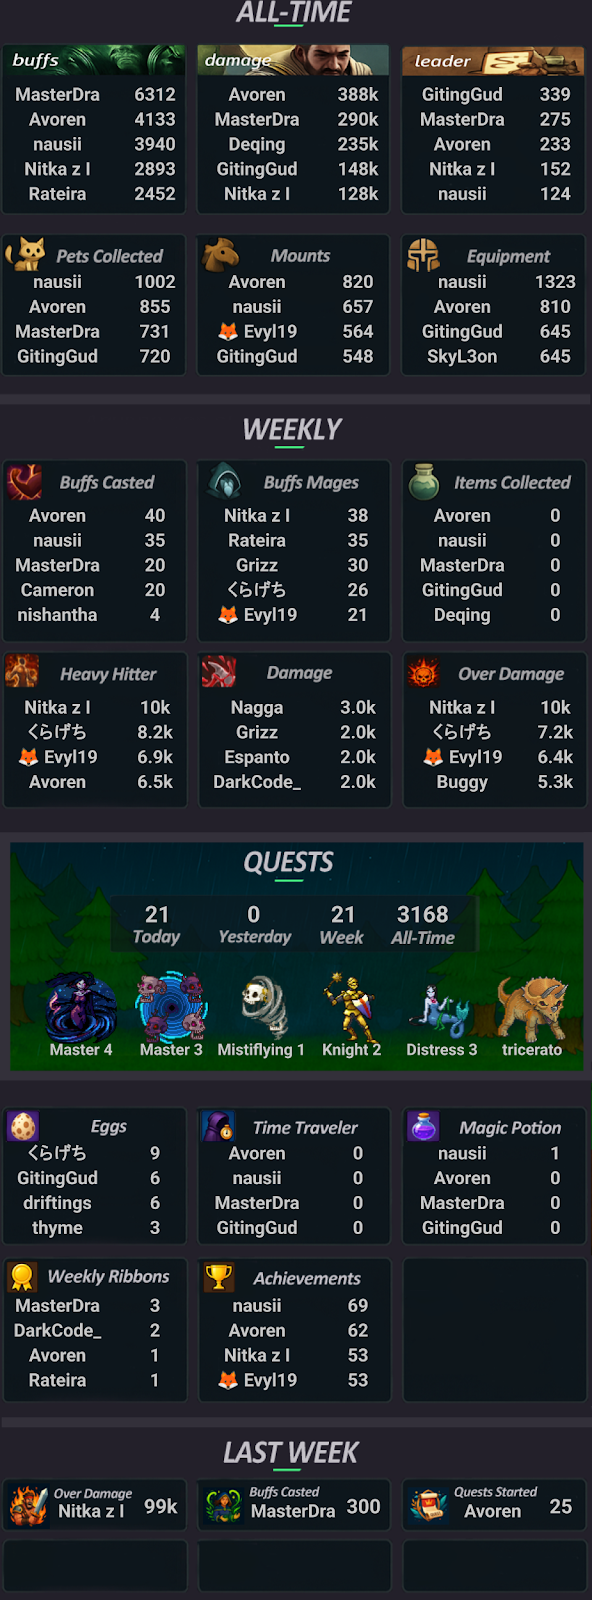 ALL-TIME
buffs
MasterDra 6312
Avoren 4133
nausii 3940
Nitka z l 2893
Rateira 2452
damage
Avoren 388k
MasterDra 290k
Deqing 235k
GitingGud 148k
Nitka z l 128k
leader
GitingGud 339
MasterDra 275
Avoren 233
Nitka z l 152
nausii 124
Pets Collected
nausii 1002
Avoren 855
MasterDra 731
GitingGud 720
Mounts
Avoren 820
nausii 657
🦊 Evyl19 564
GitingGud 548
Equipment
nausii 1323
Avoren 810
GitingGud 645
SkyL3on 645
WEEKLY
Buffs Casted
Avoren 40
nausii 35
MasterDra 20
Cameron 20
nishantha 4
Buffs Mages
Nitka z l 38
Rateira 35
Grizz 30
くらげち 26
🦊 Evyl19 21
Items Collected
Avoren 0
nausii 0
MasterDra 0
GitingGud 0
Deqing 0
Heavy Hitter
Nitka z l 10k
くらげち 8.2k
🦊 Evyl19 6.9k
Avoren 6.5k
Damage
Nagga 3.0k
Grizz 2.0k
Espanto 2.0k
DarkCode_ 2.0k
Over Damage
Nitka z l 10k
くらげち 7.2k
🦊 Evyl19 6.4k
Buggy 5.3k
QUESTS
21 0 21 3168
Today Yesterday Week All-Time
Master 4 Master 3 Mistiflying 1 Knight 2 Distress 3 tricerato
Eggs
くらげち 9
GitingGud 6
driftings 6
thyme 3
Time Traveler
Avoren 0
nausii 0
MasterDra 0
GitingGud 0
Magic Potion
nausii 1
Avoren 0
MasterDra 0
GitingGud 0
Weekly Ribbons
MasterDra 3
DarkCode_ 2
Avoren 1
Rateira 1
Achievements
nausii 69
Avoren 62
Nitka z l 53
🦊 Evyl19 53
LAST WEEK
Over Damage
Nitka z l 99k
Buffs Casted
MasterDra 300
Quests Started
Avoren 25